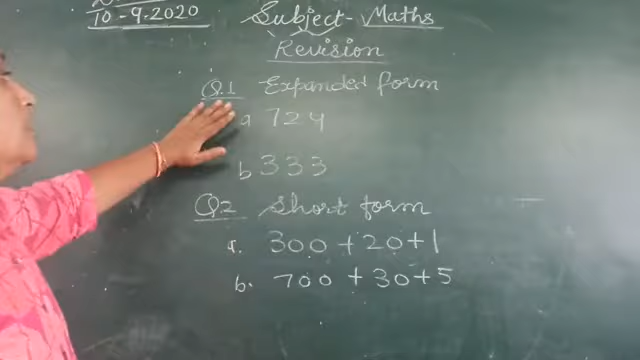 10-9.2020
Subject- Maths
Revision
Q.1 Expanded form
a 724
b 333
Q2 Short form
a. 300 + 20 + 1
b. 700 + 30 + 5